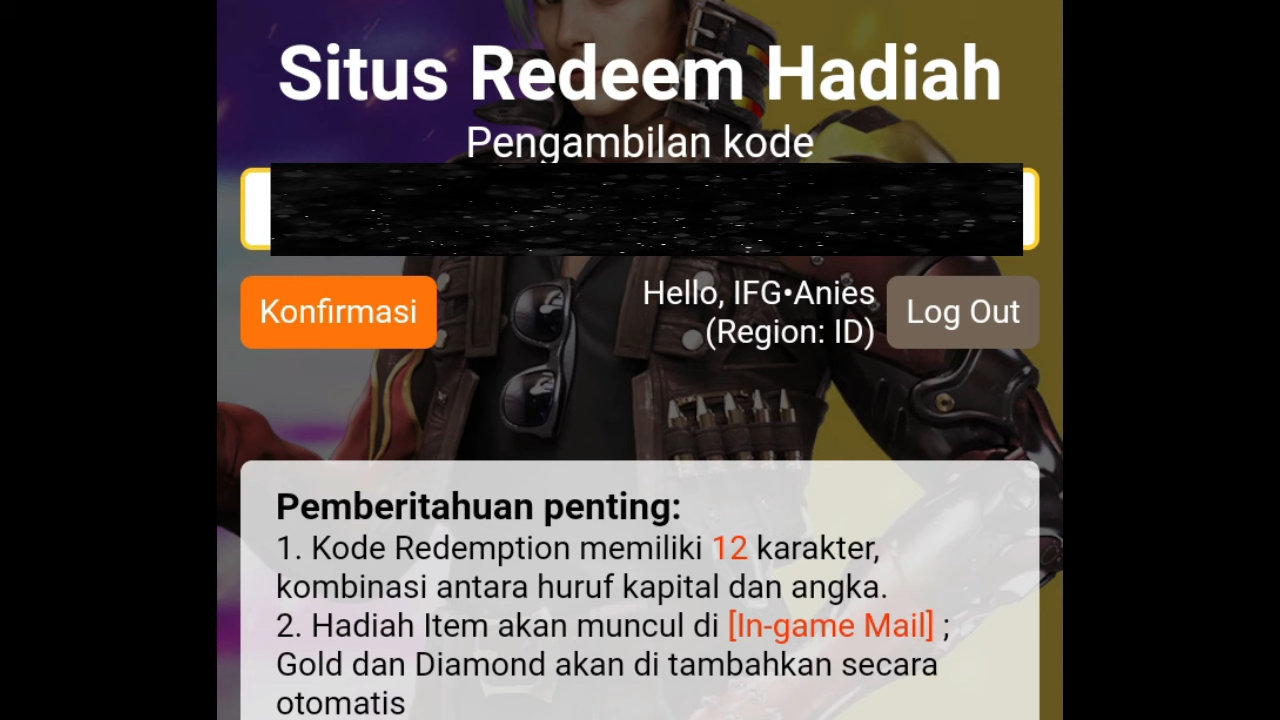 Situs Redeem Hadiah
Pengambilan kode
Konfirmasi
Hello, IFG•Anies
(Region: ID)
Log Out
Pemberitahuan penting:
1. Kode Redemption memiliki 12 karakter,
kombinasi antara huruf kapital dan angka.
2. Hadiah Item akan muncul di [In-game Mail] ;
Gold dan Diamond akan di tambahkan secara
otomatis